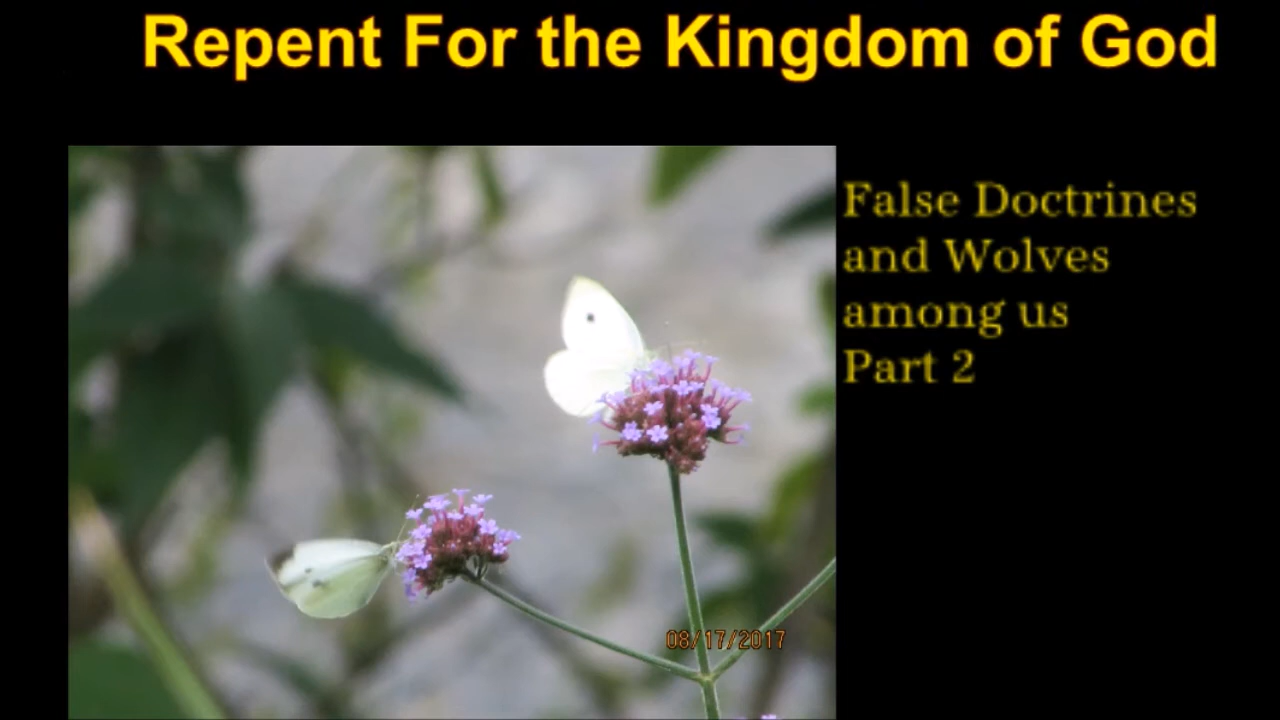 Repent For the Kingdom of God
False Doctrines
and Wolves
among us
Part 2
08/17/2017